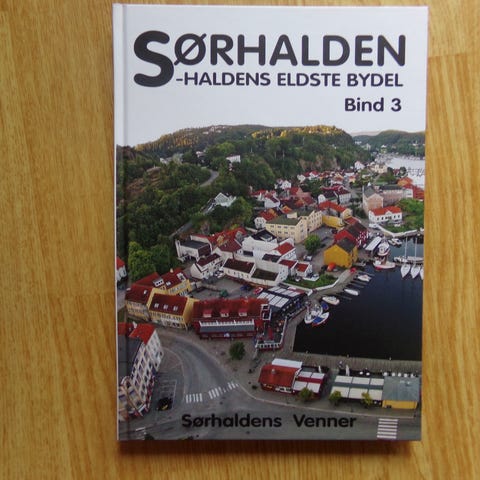 SØRHALDEN
-HALDENS ELDSTE BYDEL
Bind 3
Sørhaldens Venner